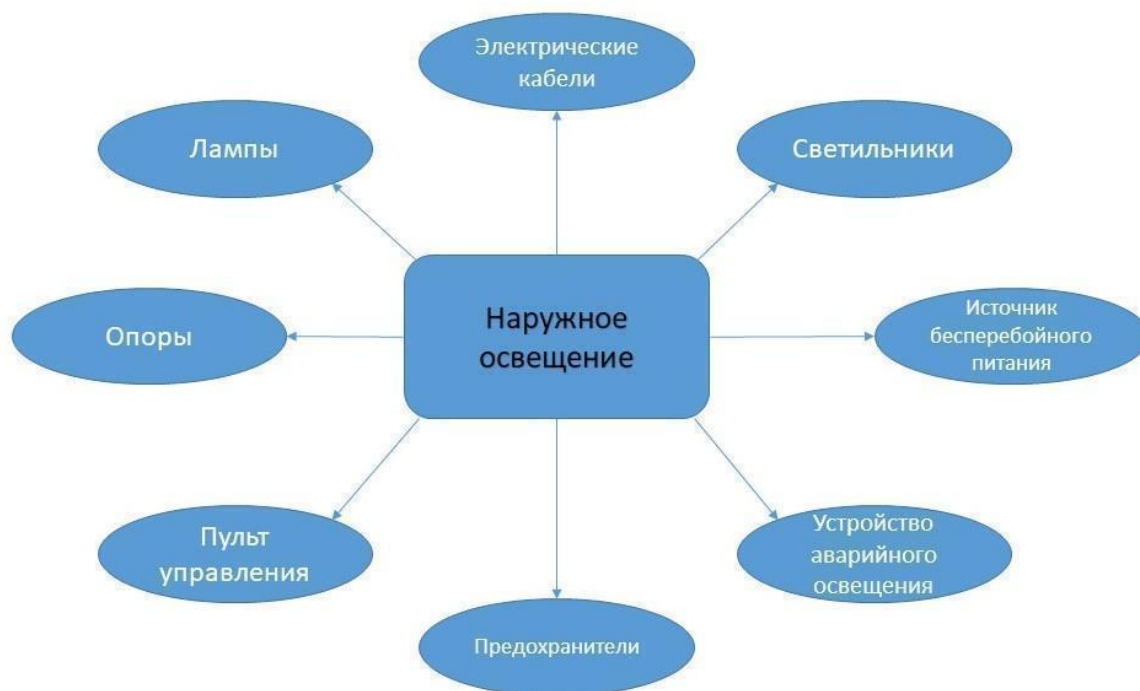 Электрические
кабели
Лампы
Светильники
Наружное
освещение
Опоры
Источник
бесперебойного
питания
Пульт
управления
Устройство
аварийного
освещения
Предохранители